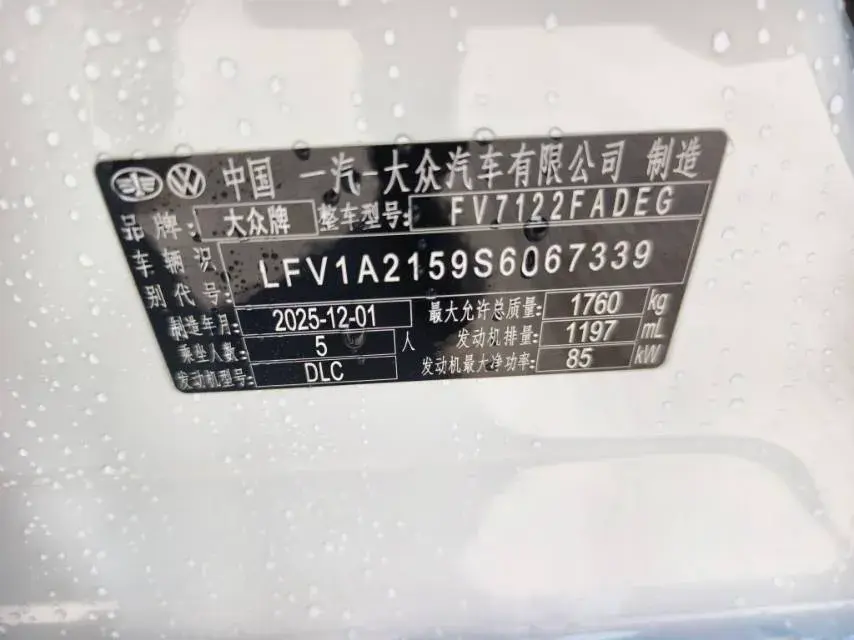 中国 一汽-大众汽车有限公司 制造
品牌: 大众牌 整车型号: FV7122FADEG
车辆识别代号: LFV1A2159S6067339
制造年月: 2025-12-01 最大允许总质量: 1760 kg
乘坐人数: 5 人 发动机排量: 1197 mL
发动机型号: DLC 发动机最大净功率: 85 kW